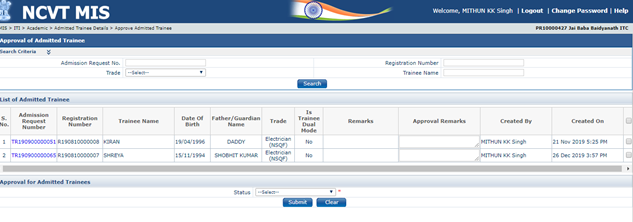 NCVT MIS
Welcome, MITHUN KK Singh | Logout | Change Password | Help
MIS > ITI > Academic > Admitted Trainee Details > Approve Admitted Trainee
PR10000427 Jai Baba Baidyanath ITC
Approval of Admitted Trainee
Search Criteria
Admission Request No.
Registration Number
Trade
--Select--
Trainee Name
Search
List of Admitted Trainee
S. No. Admission Request Number Registration Number Trainee Name Date Of Birth Father/Guardian Name Trade Is Trainee Dual Mode Remarks Approval Remarks Created By Created On
1 TR190900000051 R190810000008 KIRAN 19/04/1996 DADDY Electrician (NSQF) No MITHUN KK Singh 21 Nov 2019 5:25 PM
2 TR190900000065 R190810000007 SHREYA 15/11/1994 SHOBHIT KUMAR Electrician (NSQF) No MITHUN KK Singh 26 Dec 2019 3:57 PM
Approval for Admitted Trainees
Status --Select-- *
Submit Clear